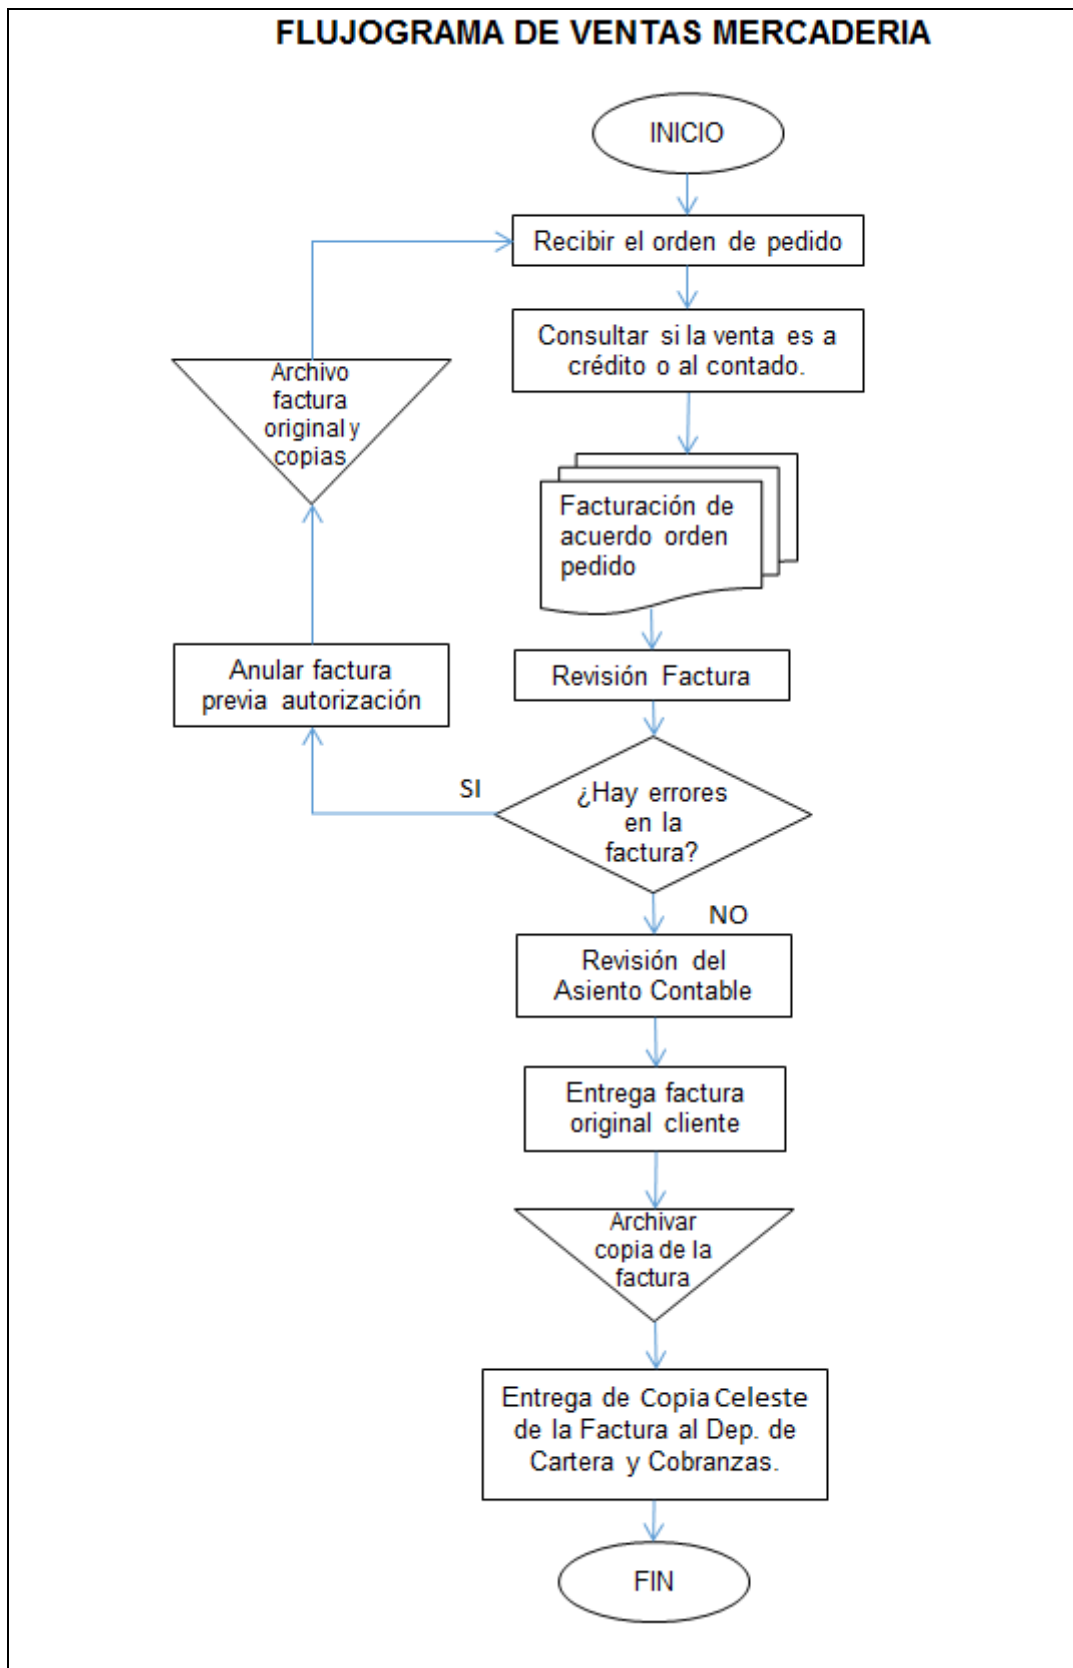 FLUJOGRAMA DE VENTAS MERCADERIA
INICIO
Recibir el orden de pedido
Consultar si la venta es a
crédito o al contado.
Archivo
factura
original y
copias
Facturación de
acuerdo orden
pedido
Anular factura
previa autorización
Revisión Factura
SI
¿Hay errores
en la
factura?
NO
Revisión del
Asiento Contable
Entrega factura
original cliente
Archivar
copia de la
factura
Entrega de Copia Celeste
de la Factura al Dep. de
Cartera y Cobranzas.
FIN